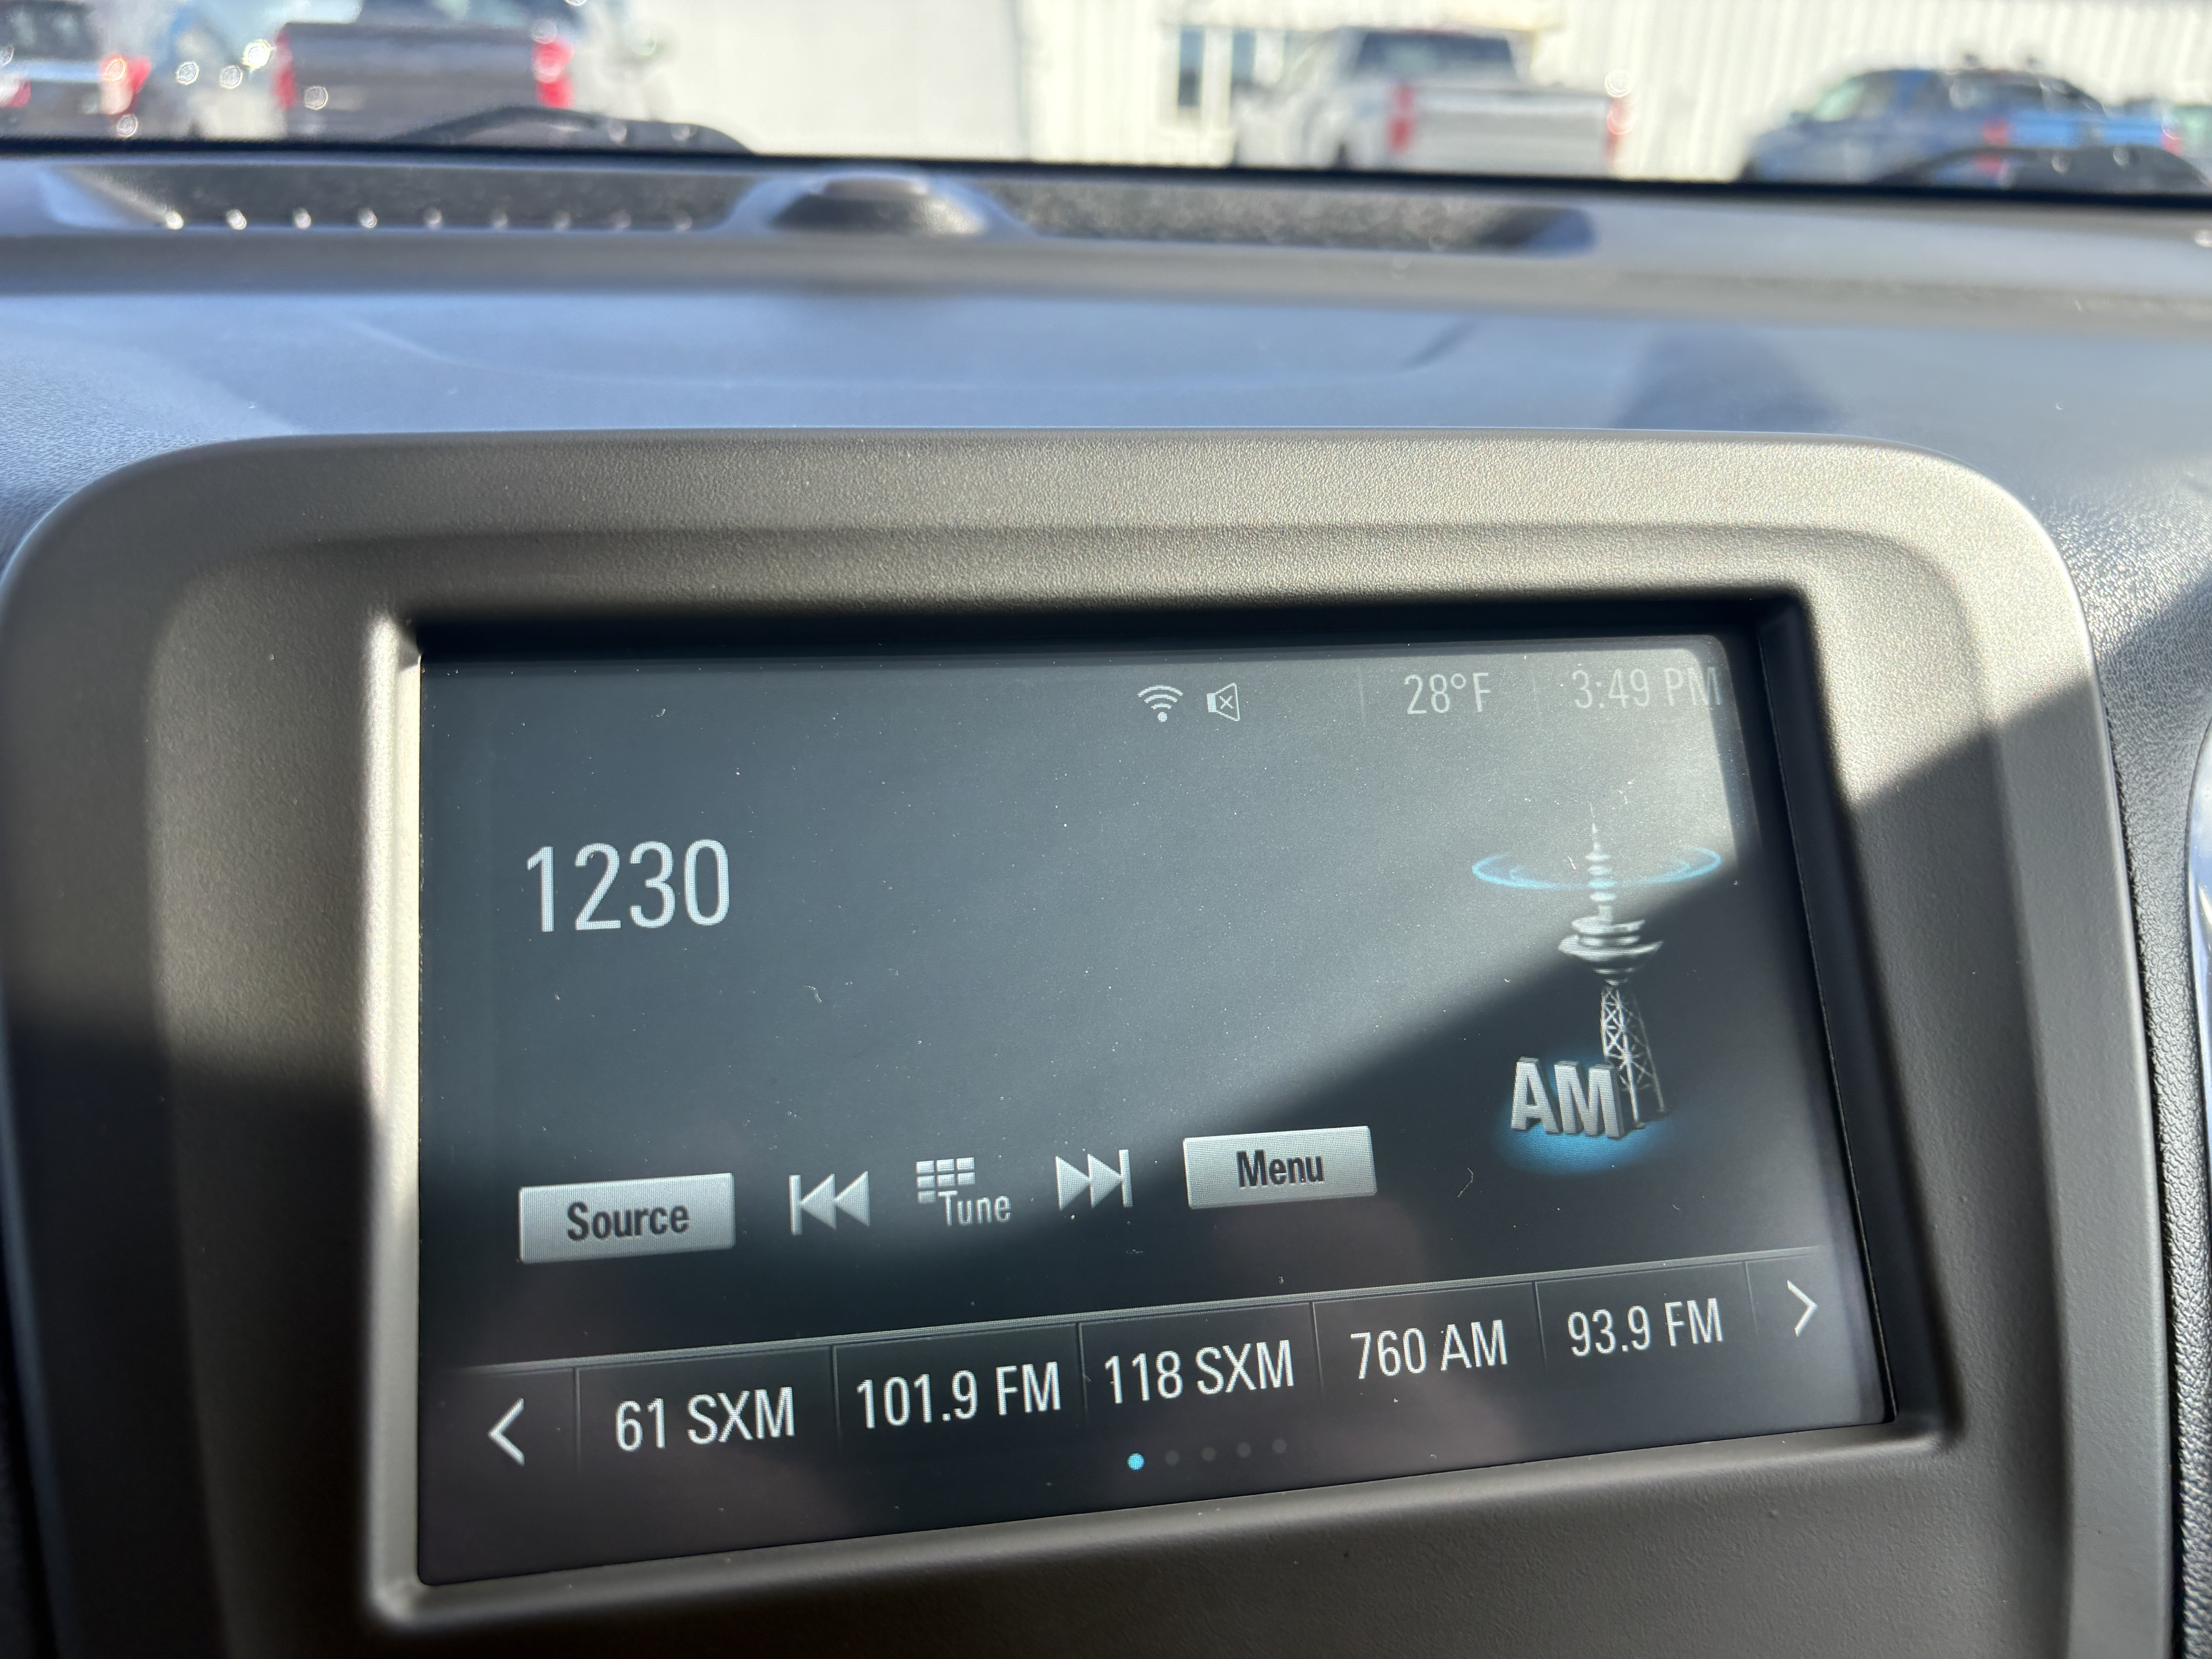 28°F 3:49 PM
1230
AM
Source Tune Menu
61 SXM 101.9 FM 118 SXM 760 AM 93.9 FM